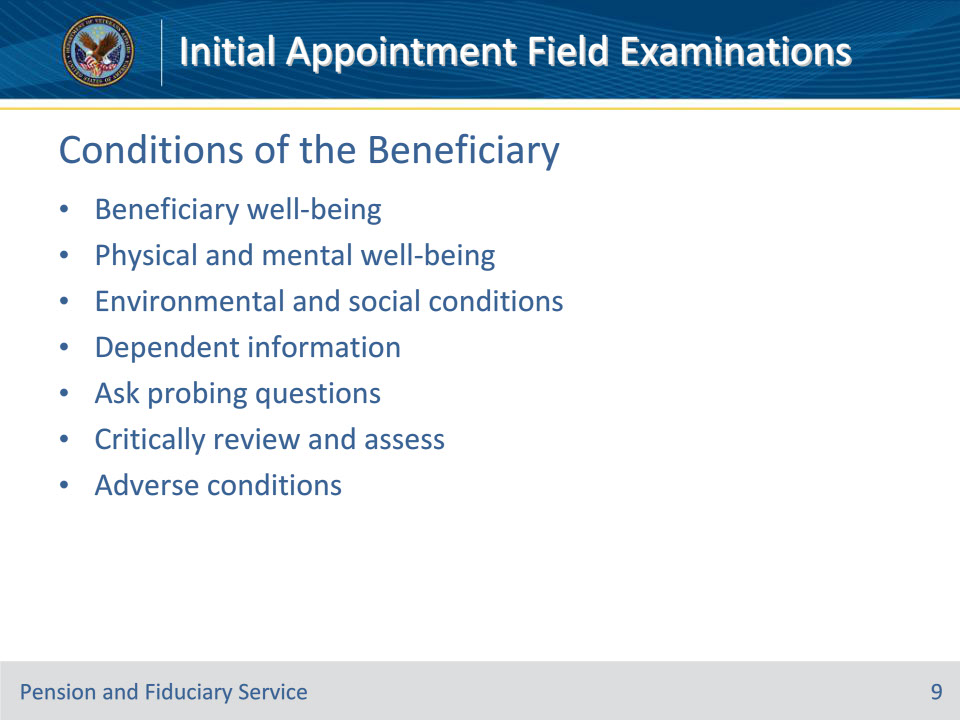 Initial Appointment Field Examinations
Conditions of the Beneficiary
• Beneficiary well-being
• Physical and mental well-being
• Environmental and social conditions
• Dependent information
• Ask probing questions
• Critically review and assess
• Adverse conditions
Pension and Fiduciary Service
9